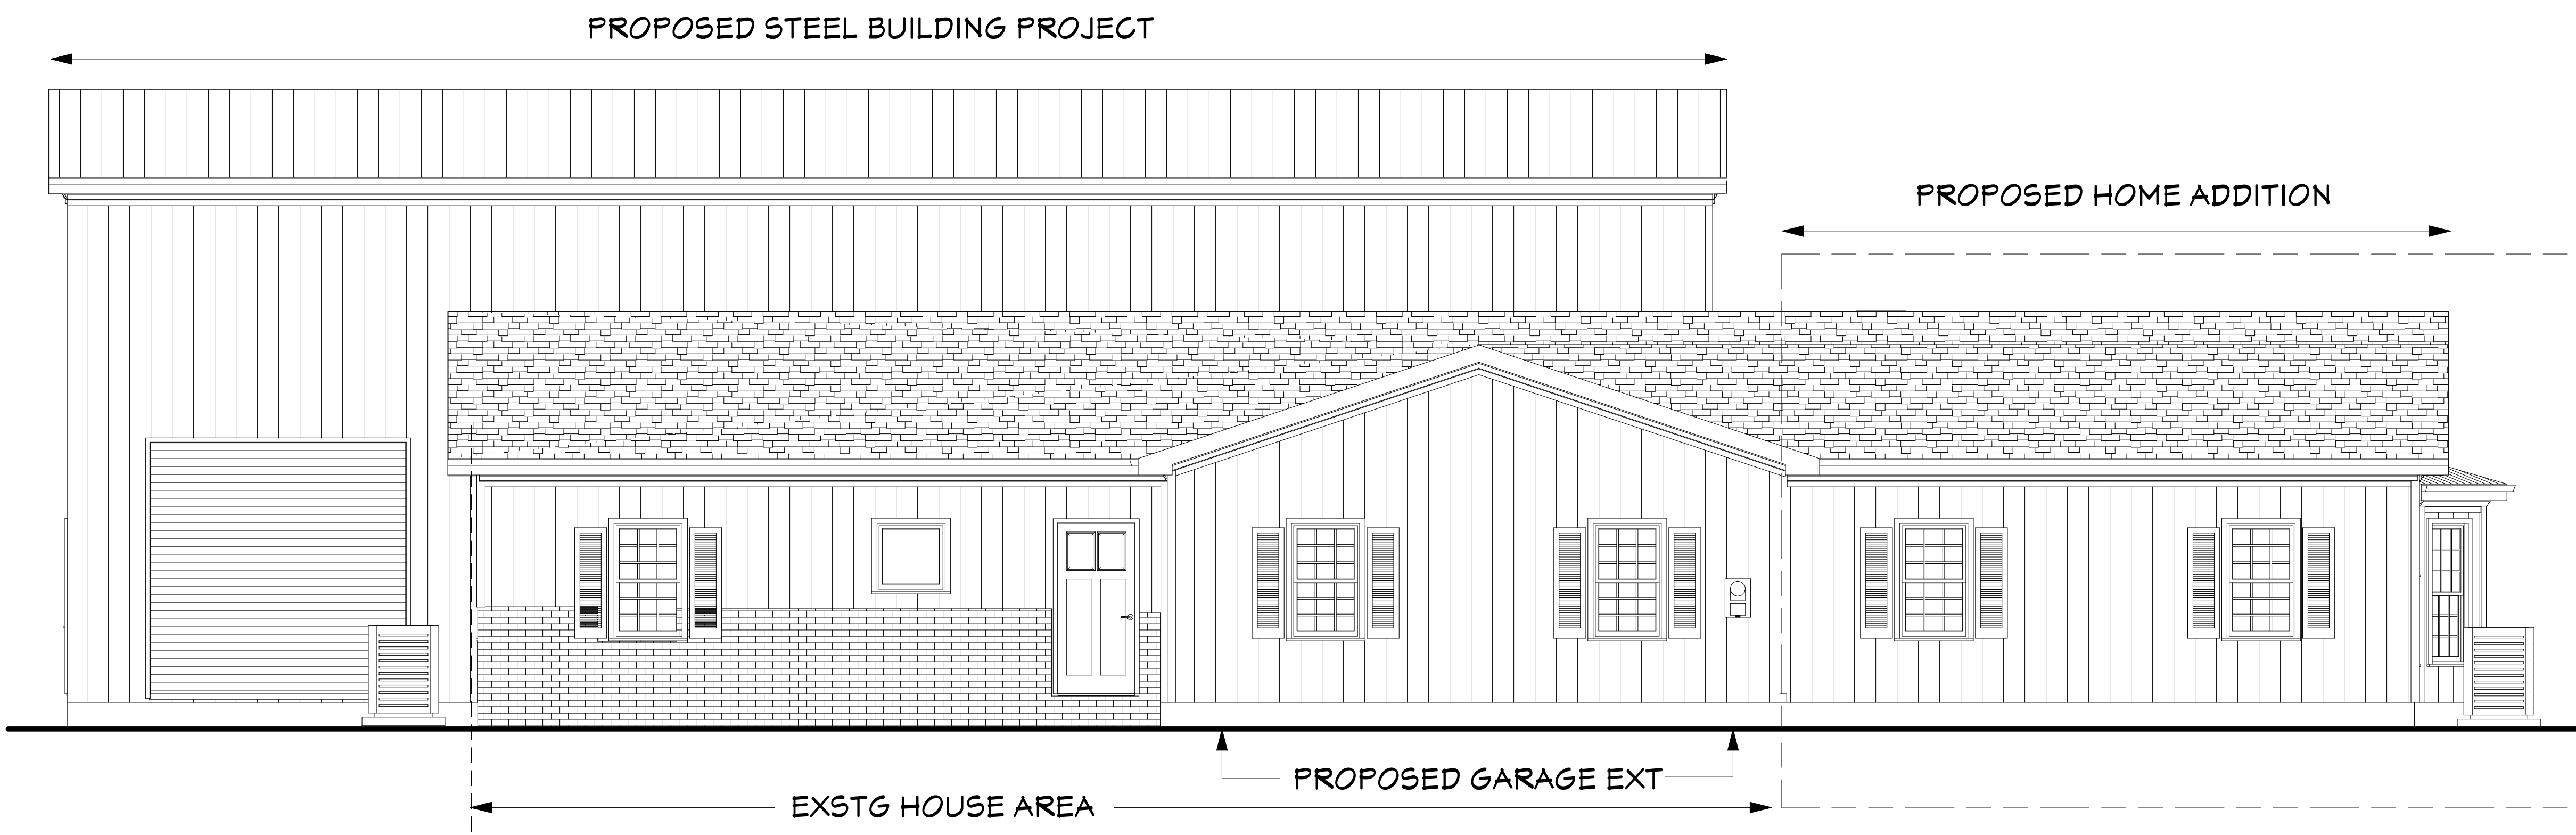 PROPOSED STEEL BUILDING PROJECT
PROPOSED HOME ADDITION
PROPOSED GARAGE EXT
EXSTG HOUSE AREA